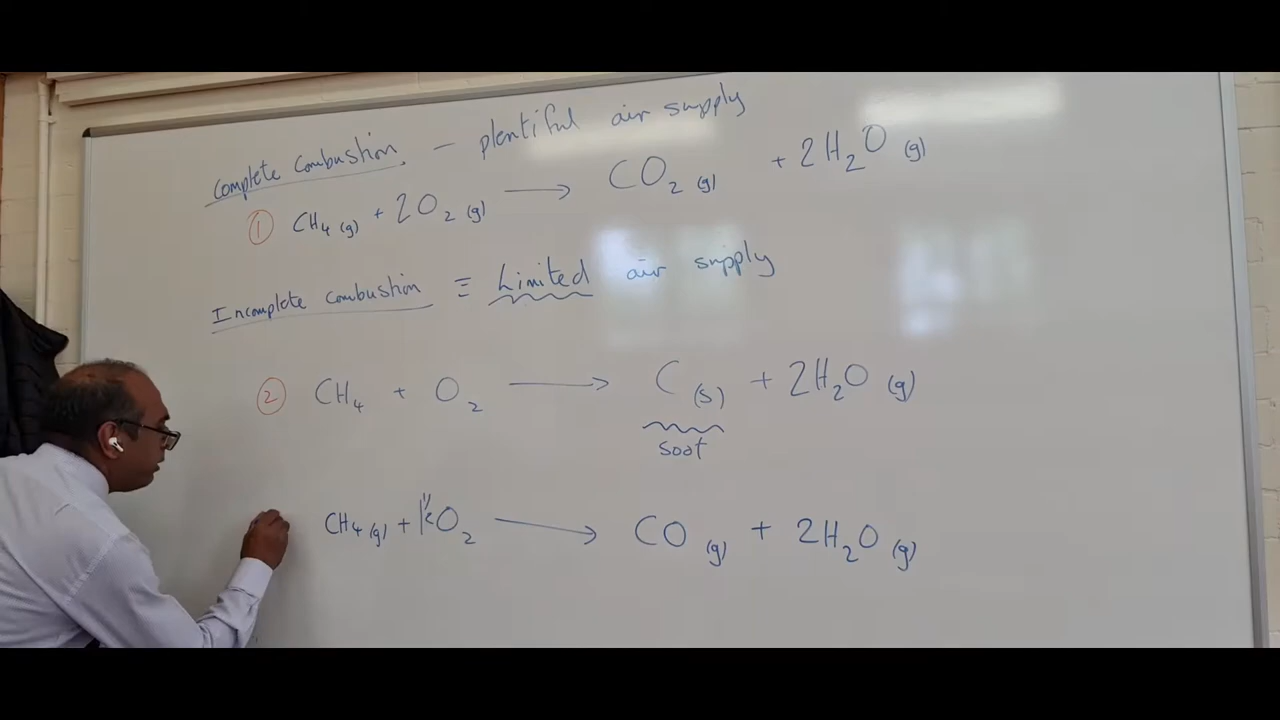 Complete Combustion - plentiful air supply
① CH₄ (g) + 2O₂ (g) → CO₂ (g) + 2H₂O (g)
Incomplete combustion ≡ Limited air supply
② CH₄ + O₂ → C (s) + 2H₂O (g)
soot
CH₄ (g) + 1½O₂ → CO (g) + 2H₂O (g)